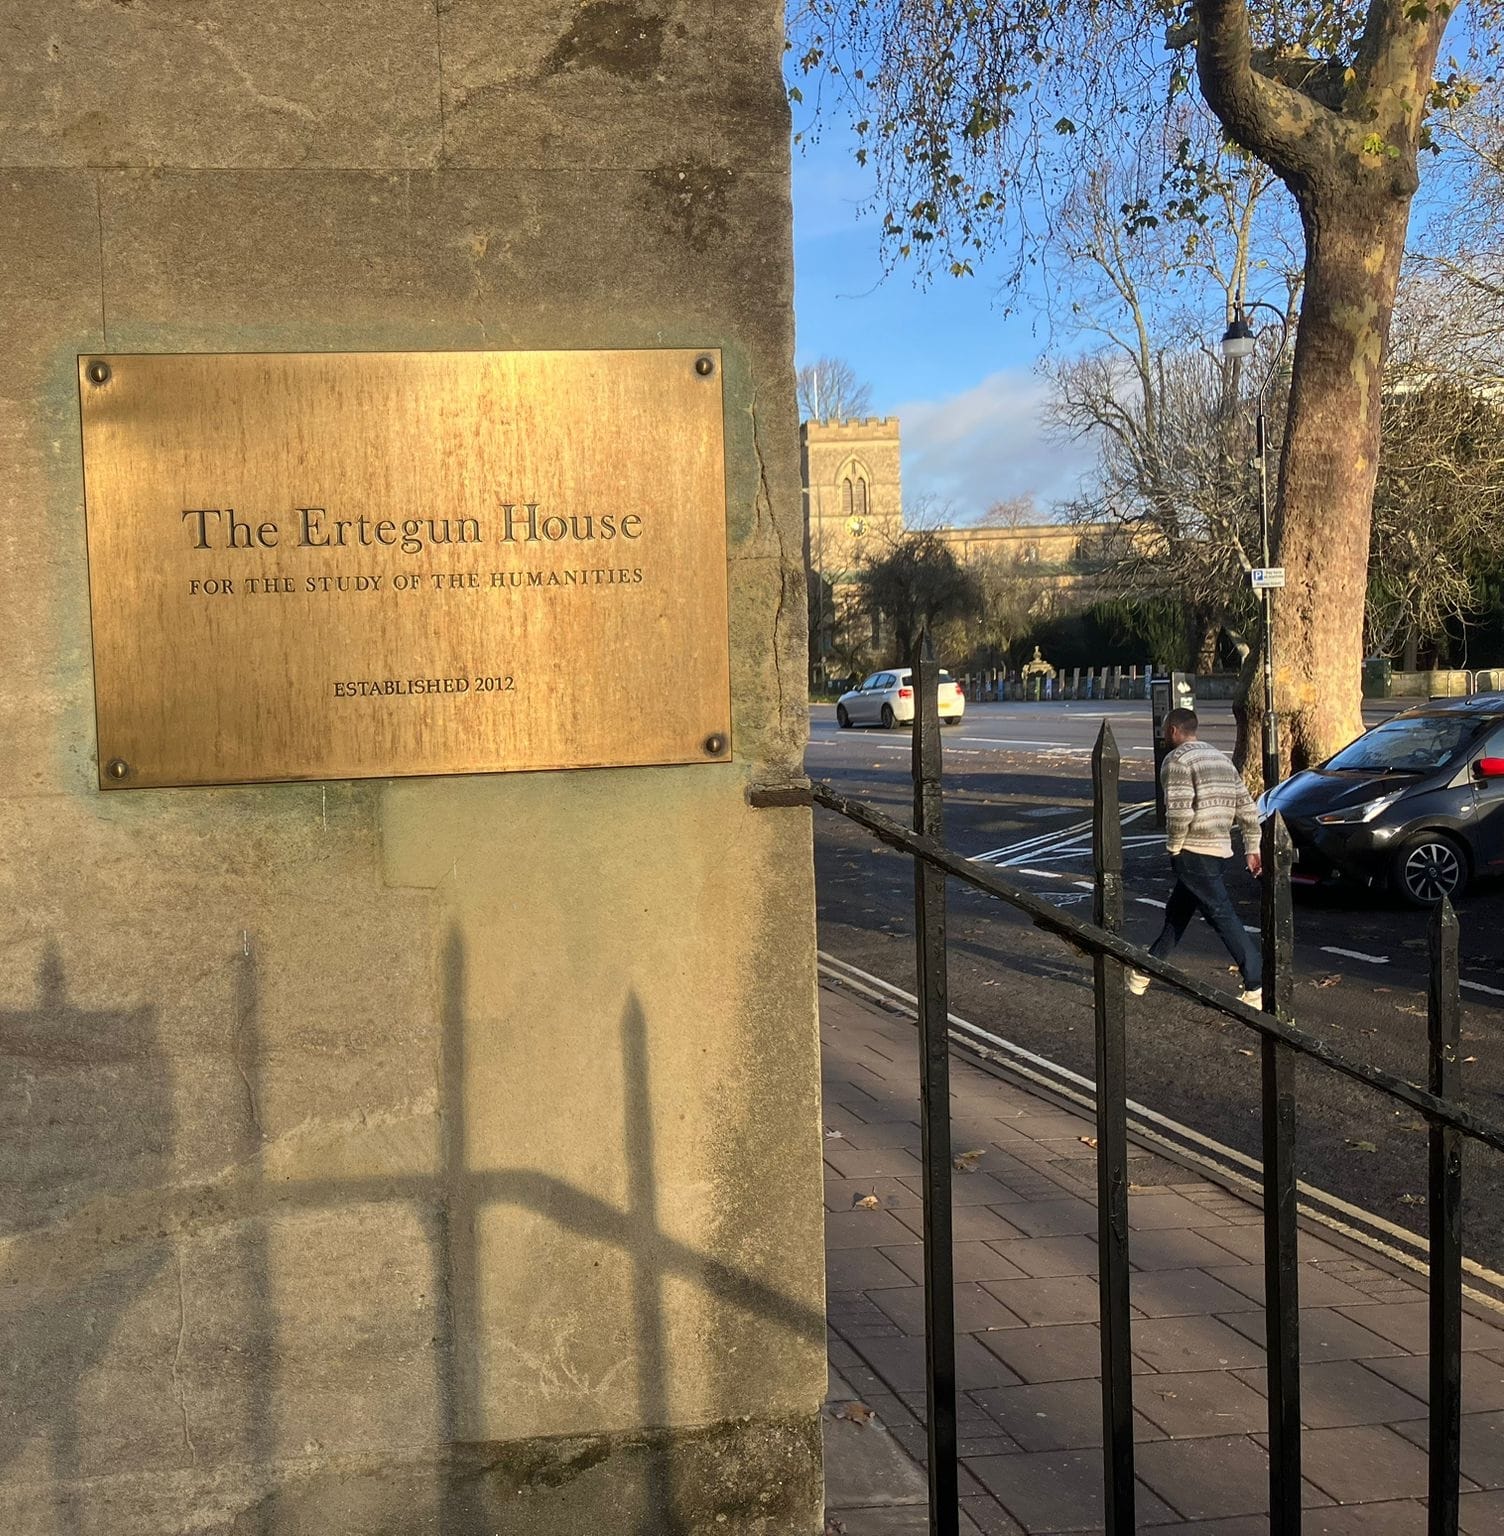 The Ertegun House
FOR THE STUDY OF THE HUMANITIES
ESTABLISHED 2012
P